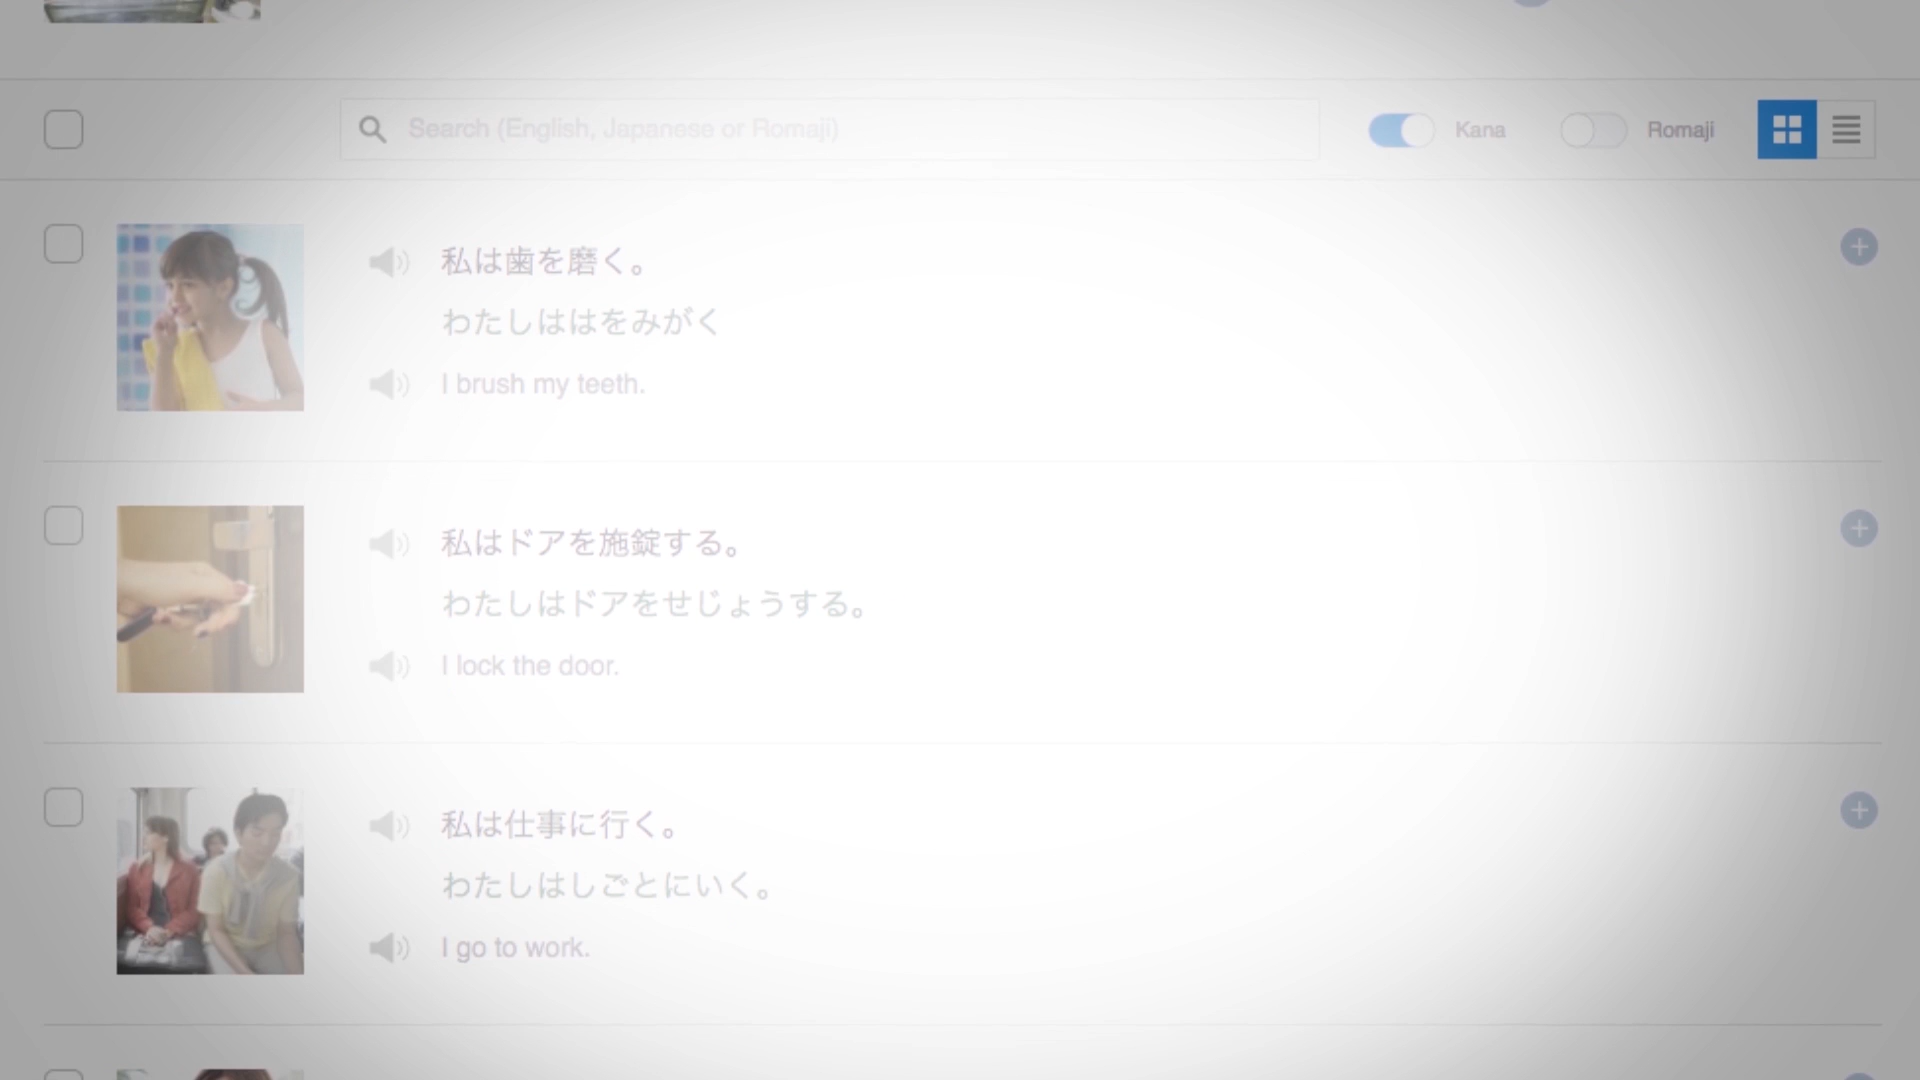 Search (English, Japanese or Romaji)
Kana
Romaji
私は歯を磨く。
わたしははをみがく
I brush my teeth.
私はドアを施錠する。
わたしはドアをせじょうする。
I lock the door.
私は仕事に行く。
わたしはしごとにいく。
I go to work.